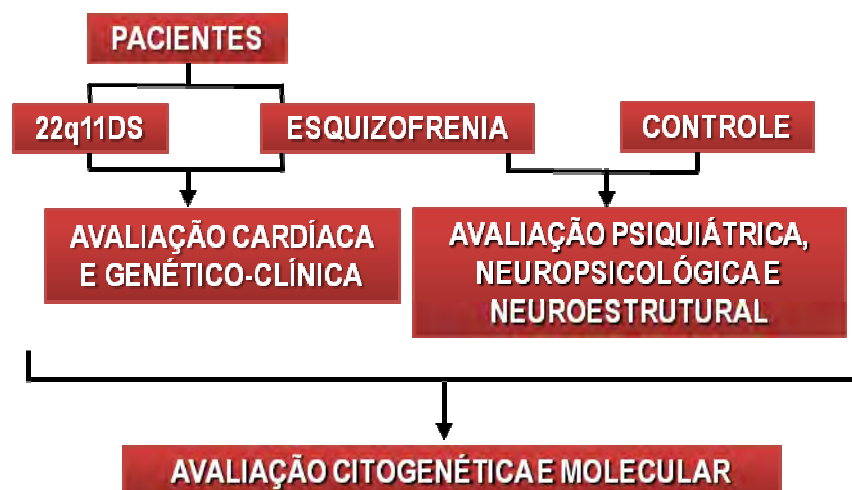 PACIENTES
22q11DS
ESQUIZOFRENIA
CONTROLE
AVALIAÇÃO CARDÍACA
E GENÉTICO-CLÍNICA
AVALIAÇÃO PSIQUIÁTRICA,
NEUROPSICOLÓGICA E
NEUROESTRUTURAL
AVALIAÇÃO CITOGENÉTICA E MOLECULAR